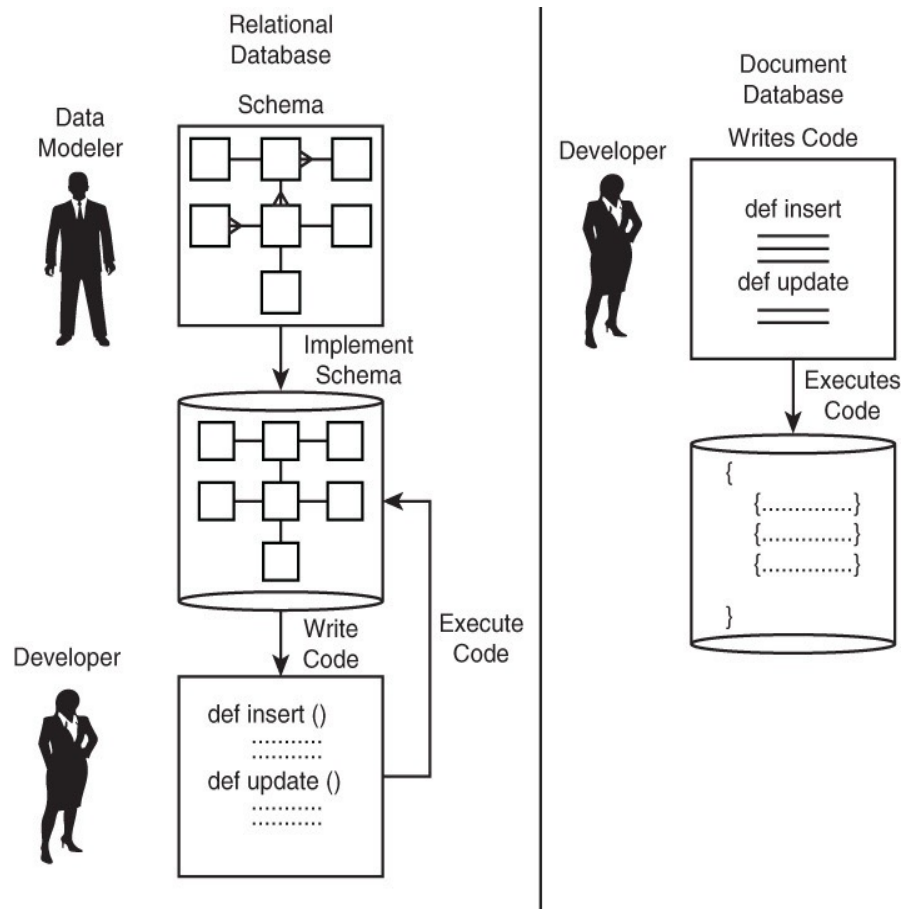 Relational
Database
Schema
Data
Modeler
Implement
Schema
Write
Code
Execute
Code
Developer
def insert ()
...........
...........
def update ()
...........
...........
Document
Database
Developer
Writes Code
def insert
def update
Executes
Code
{
{..............}
{..............}
{..............}
}